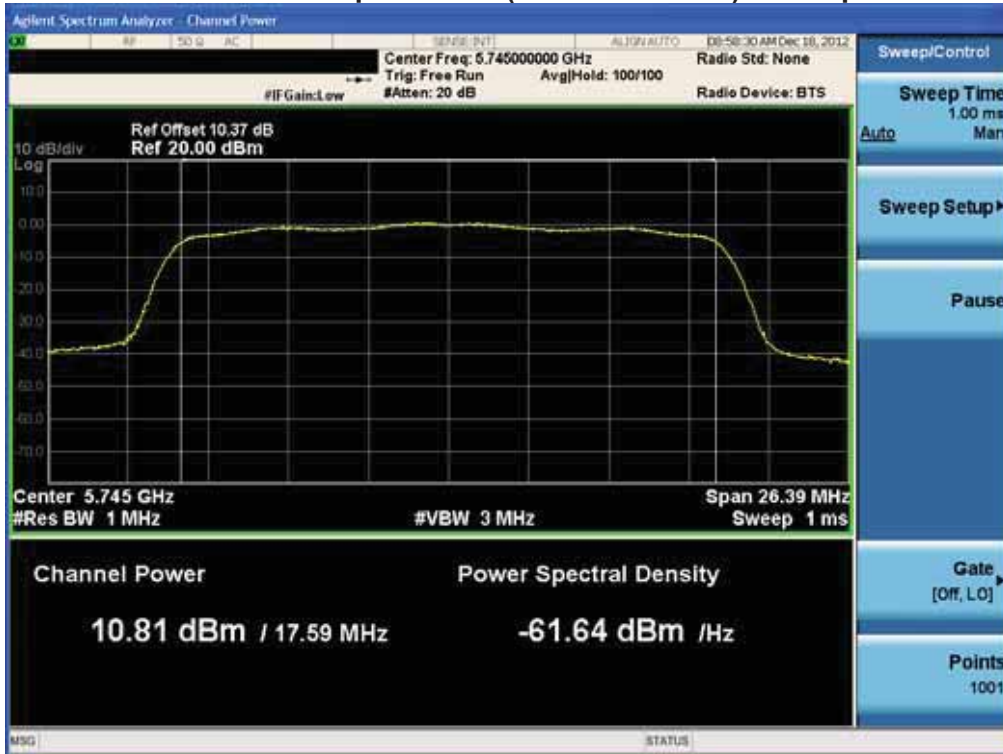 Agilent Spectrum Analyzer - Channel Power
RF 50 Ω AC SENSE:INT ALIGN AUTO 08:58:30 AM Dec 18, 2012
Center Freq: 5.745000000 GHz Radio Std: None
Trig: Free Run Avg|Hold: 100/100
#IFGain:Low #Atten: 20 dB Radio Device: BTS
Ref Offset 10.37 dB
10 dB/div Ref 20.00 dBm
Log
10.0
0.00
-10.0
-20.0
-30.0
-40.0
-50.0
-60.0
-70.0
Center 5.745 GHz Span 26.39 MHz
#Res BW 1 MHz #VBW 3 MHz Sweep 1 ms
Channel Power Power Spectral Density
10.81 dBm / 17.59 MHz -61.64 dBm /Hz
MSG STATUS
Sweep/Control
Sweep Time
1.00 ms
Auto Man
Sweep Setup
Pause
Gate
[Off, LO]
Points
1001